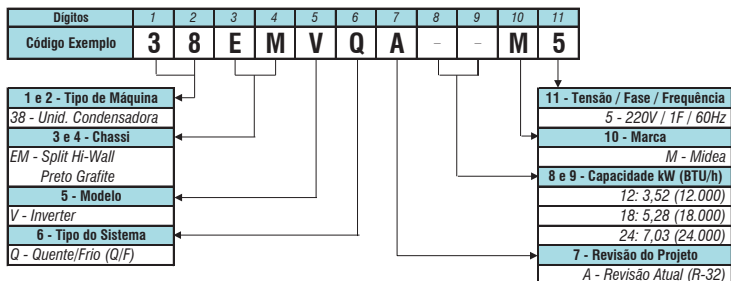 Dígitos 1 2 3 4 5 6 7 8 9 10 11
Código Exemplo 3 8 E M V Q A – – M 5
1 e 2 - Tipo de Máquina
38 - Unid. Condensadora
3 e 4 - Chassi
EM - Split Hi-Wall
Preto Grafite
5 - Modelo
V - Inverter
6 - Tipo do Sistema
Q - Quente/Frio (Q/F)
11 - Tensão / Fase / Frequência
5 - 220V / 1F / 60Hz
10 - Marca
M - Midea
8 e 9 - Capacidade kW (BTU/h)
12: 3,52 (12.000)
18: 5,28 (18.000)
24: 7,03 (24.000)
7 - Revisão do Projeto
A - Revisão Atual (R-32)